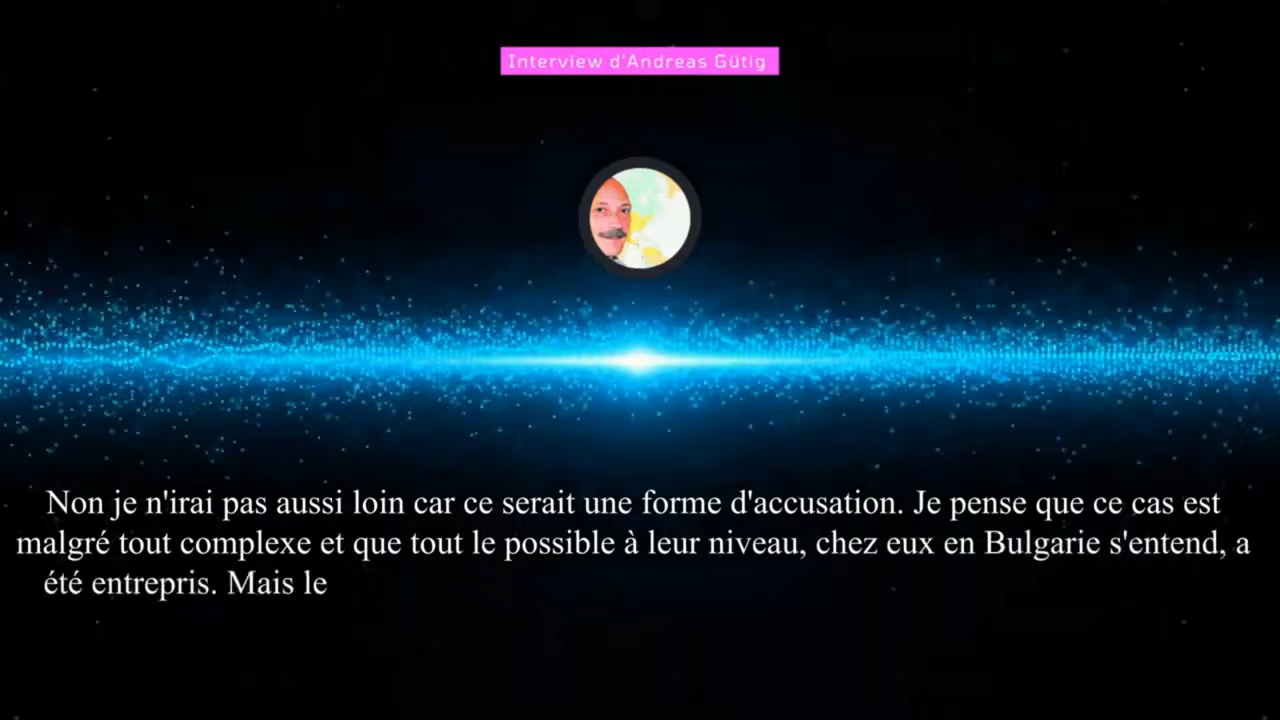 Interview d'Andreas Gütig
Non je n'irai pas aussi loin car ce serait une forme d'accusation. Je pense que ce cas est
malgré tout complexe et que tout le possible à leur niveau, chez eux en Bulgarie s'entend, a
été entrepris. Mais le